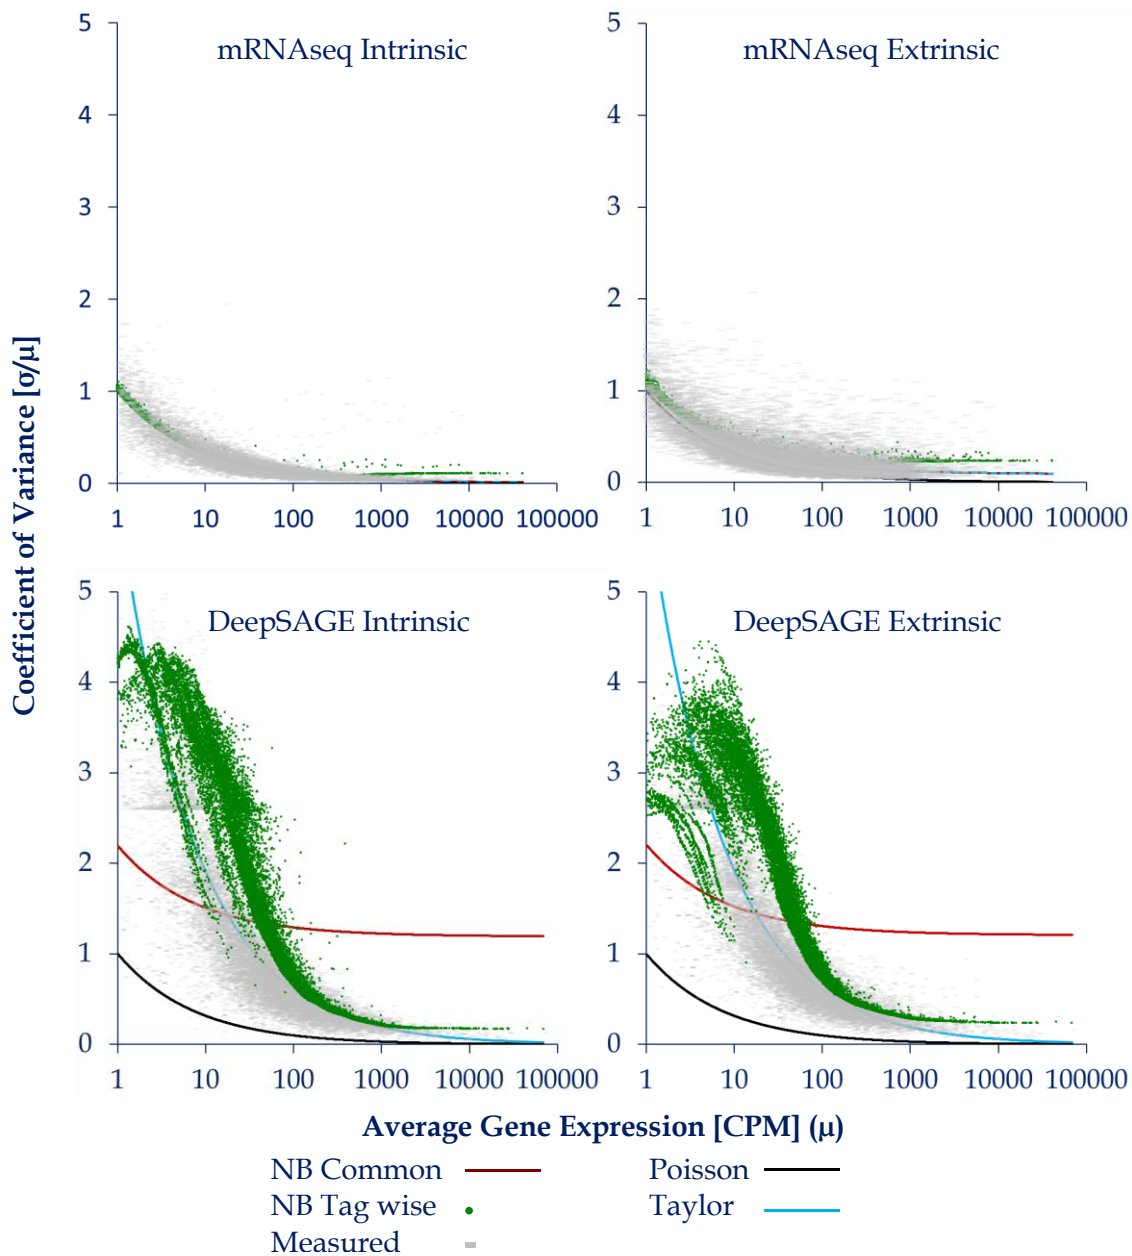 mRNAseq Intrinsic
5
4
3
2
1
0
1 10 100 1000 10000 100000
mRNAseq Extrinsic
5
4
3
2
1
0
1 10 100 1000 10000 100000
Coefficient of Variance [σ/μ]
DeepSAGE Intrinsic
5
4
3
2
1
0
1 10 100 1000 10000 100000
DeepSAGE Extrinsic
5
4
3
2
1
0
1 10 100 1000 10000 100000
Average Gene Expression [CPM] (μ)
NB Common
Poisson
NB Tag wise
Taylor
Measured